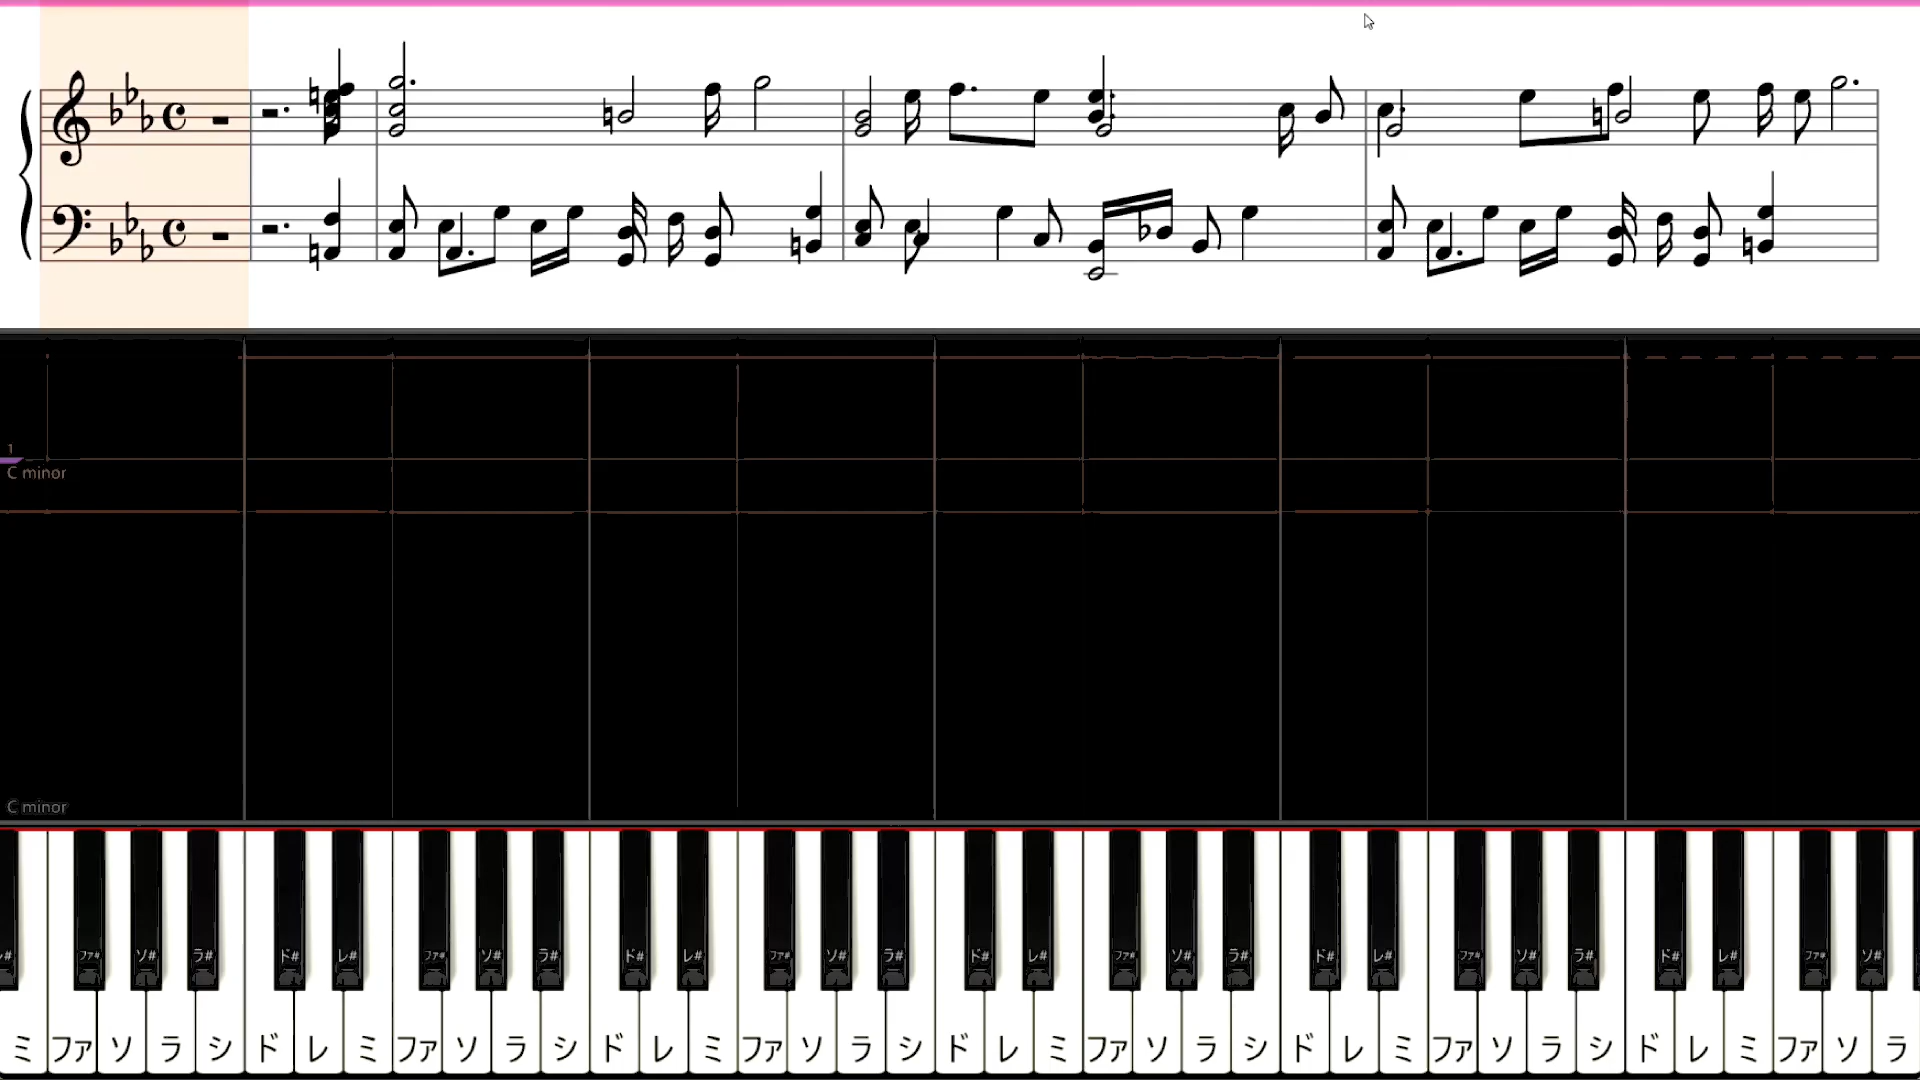 1
C minor
C minor
ファ# ソ# ラ# ド# レ# ファ# ソ# ラ# ド# レ# ファ# ソ# ラ# ド# レ# ファ# ソ# ラ# ド# レ# ファ# ソ# ラ# ド# レ# ファ# ソ#
ミ ファ ソ ラ シ ド レ ミ ファ ソ ラ シ ド レ ミ ファ ソ ラ シ ド レ ミ ファ ソ ラ シ ド レ ミ ファ ソ ラ シ ド レ ミ ファ ソ ラ